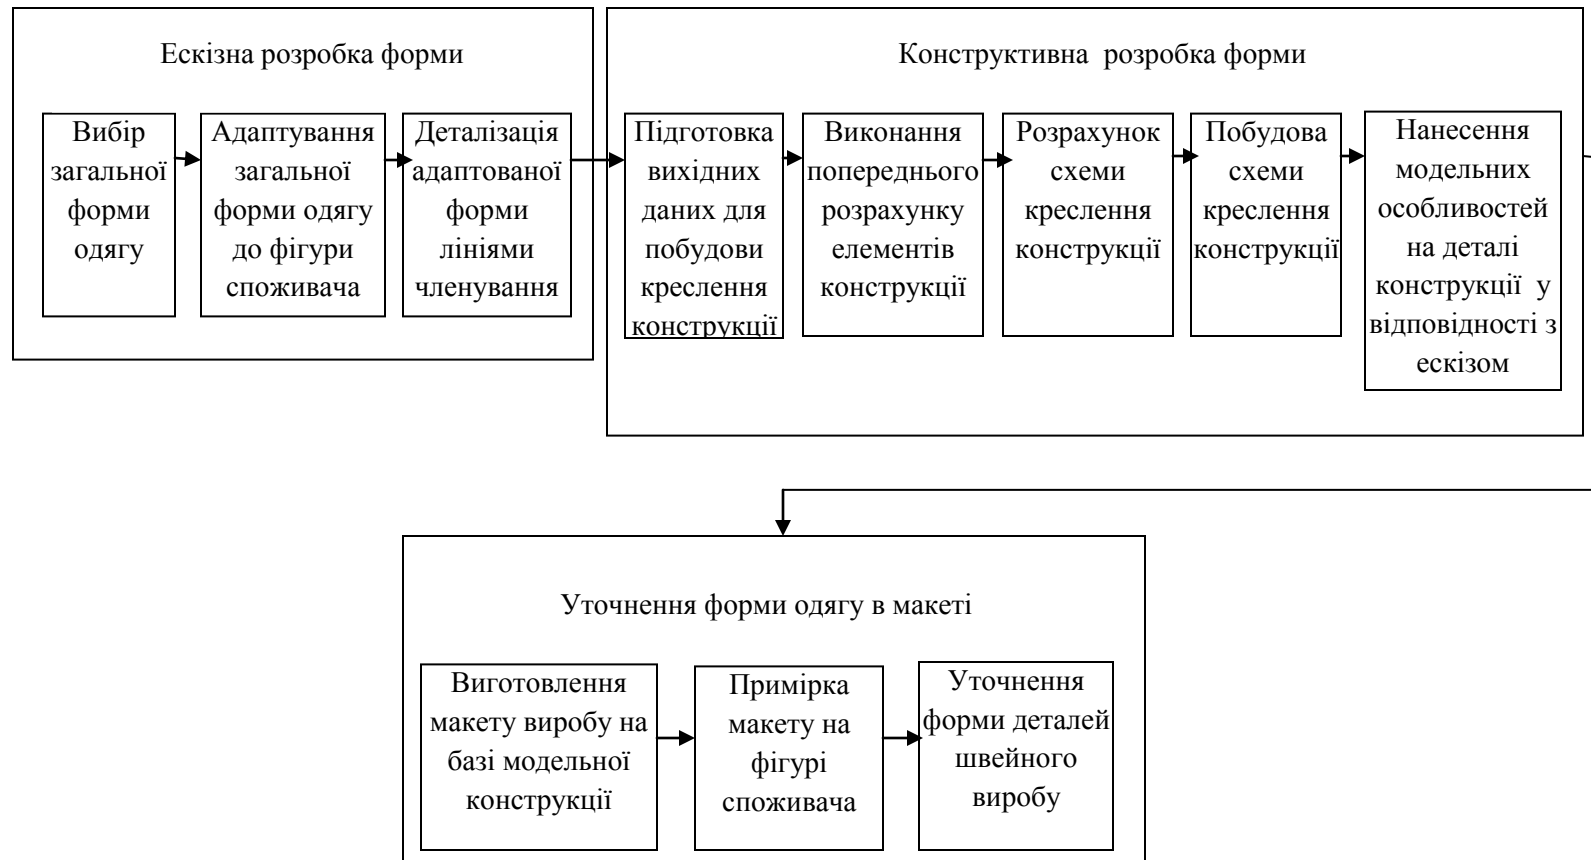 Ескізна розробка форми
Вибір
загальної
форми
одягу
Адаптування
загальної
форми одягу
до фігури
споживача
Деталізація
адаптованої
форми
лініями
членування
Конструктивна розробка форми
Підготовка
вихідних
даних для
побудови
креслення
конструкції
Виконання
попереднього
розрахунку
елементів
конструкції
Розрахунок
схеми
креслення
конструкції
Побудова
схеми
креслення
конструкції
Нанесення
модельних
особливостей
на деталі
конструкції у
відповідності з
ескізом
Уточнення форми одягу в макеті
Виготовлення
макету виробу на
базі модельної
конструкції
Примірка
макету на
фігурі
споживача
Уточнення
форми деталей
швейного
виробу